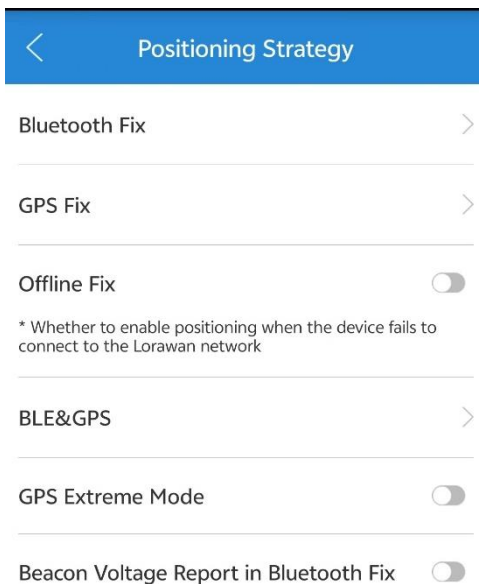 Positioning Strategy
Bluetooth Fix
GPS Fix
Offline Fix
* Whether to enable positioning when the device fails to
connect to the Lorawan network
BLE&GPS
GPS Extreme Mode
Beacon Voltage Report in Bluetooth Fix